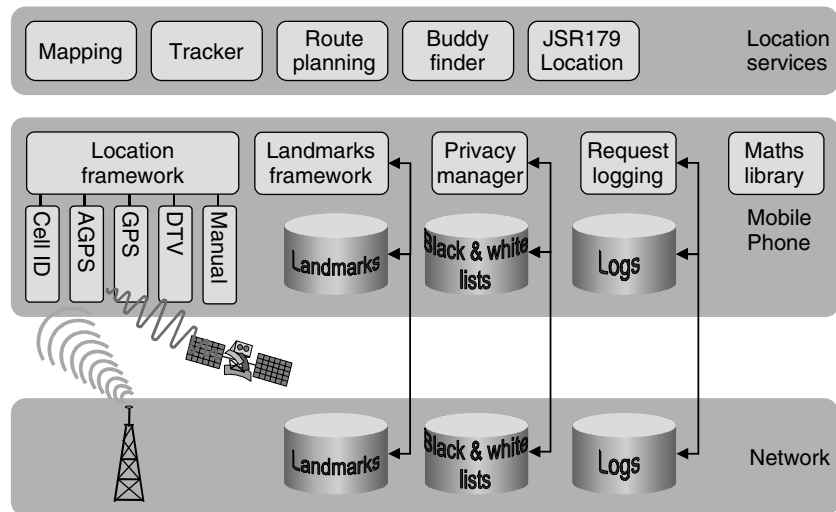 Mapping
Tracker
Route
planning
Buddy
finder
JSR179
Location
Location
services
Location
framework
Landmarks
framework
Privacy
manager
Request
logging
Maths
library
Cell ID
AGPS
GPS
DTV
Manual
Landmarks
Black & white
lists
Logs
Mobile
Phone
Landmarks
Black & white
lists
Logs
Network